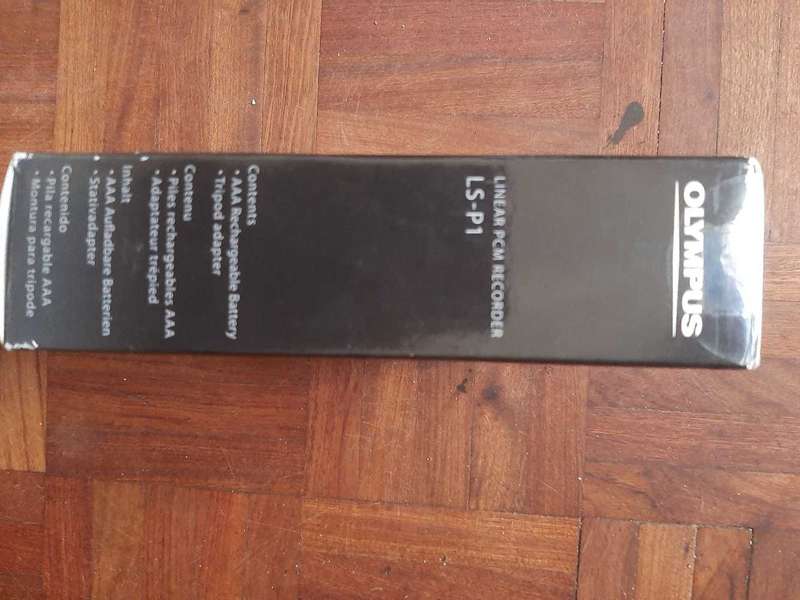 OLYMPUS
LINEAR PCM RECORDER
LS-P1
Contents
• AAA Rechargeable Battery
• Tripod adapter
Contenu
• Piles rechargeables AAA
• Adaptateur trépied
Inhalt
• AAA Aufladbare Batterien
• Stativadapter
Contenido
• Pila recargable AAA
• Montura para trípode